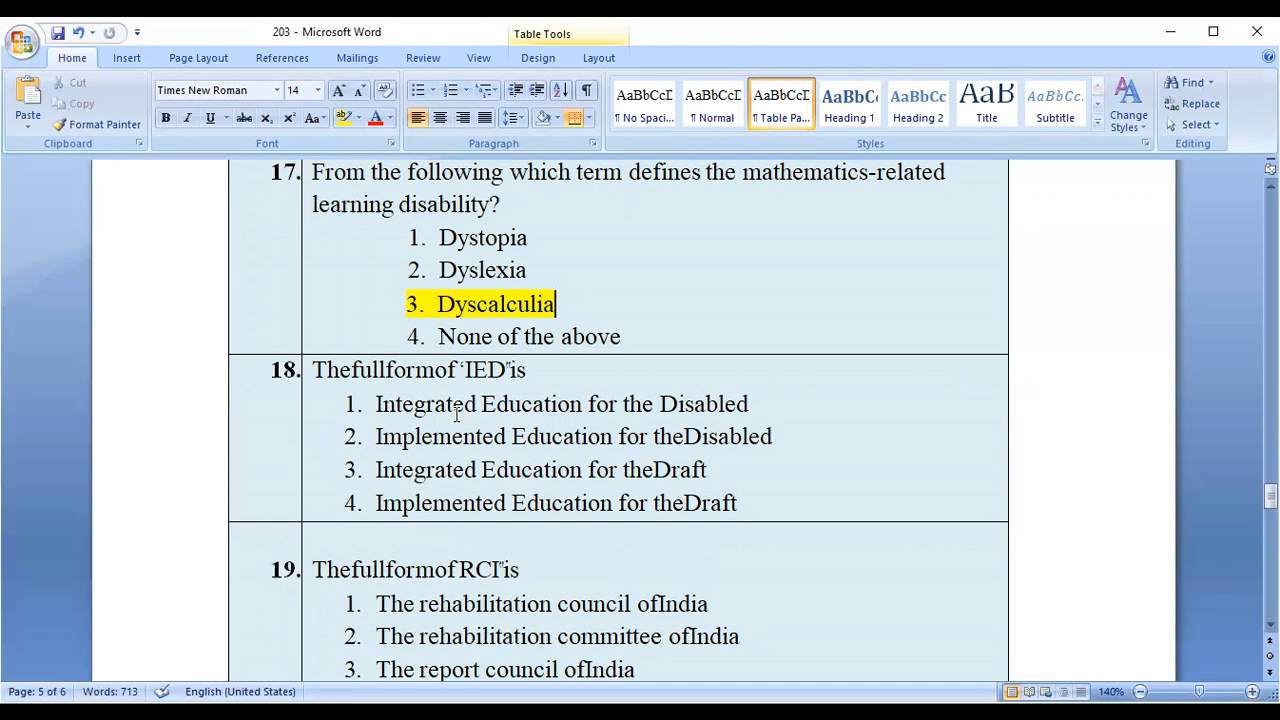 203 - Microsoft Word
Table Tools
Home Insert Page Layout References Mailings Review View Design Layout
Cut
Copy
Format Painter
Paste
Clipboard
Times New Roman 14
B I U abc X₂ X² Aa
Font
Paragraph
AaBbCcI AaBbCcI AaBbCcI AaBbCc AaBbCc AaB AaBbCc.
¶ No Spaci... ¶ Normal ¶ Table Pa... Heading 1 Heading 2 Title Subtitle
Change Styles
Styles
Find
Replace
Select
Editing
17. From the following which term defines the mathematics-related
learning disability?
1. Dystopia
2. Dyslexia
3. Dyscalculia
4. None of the above
18. Thefullformof ‘IED"is
1. Integrated Education for the Disabled
2. Implemented Education for theDisabled
3. Integrated Education for theDraft
4. Implemented Education for theDraft
19. Thefullformof RCI"is
1. The rehabilitation council ofIndia
2. The rehabilitation committee ofIndia
3. The report council ofIndia
Page: 5 of 6 Words: 713 English (United States) 140%